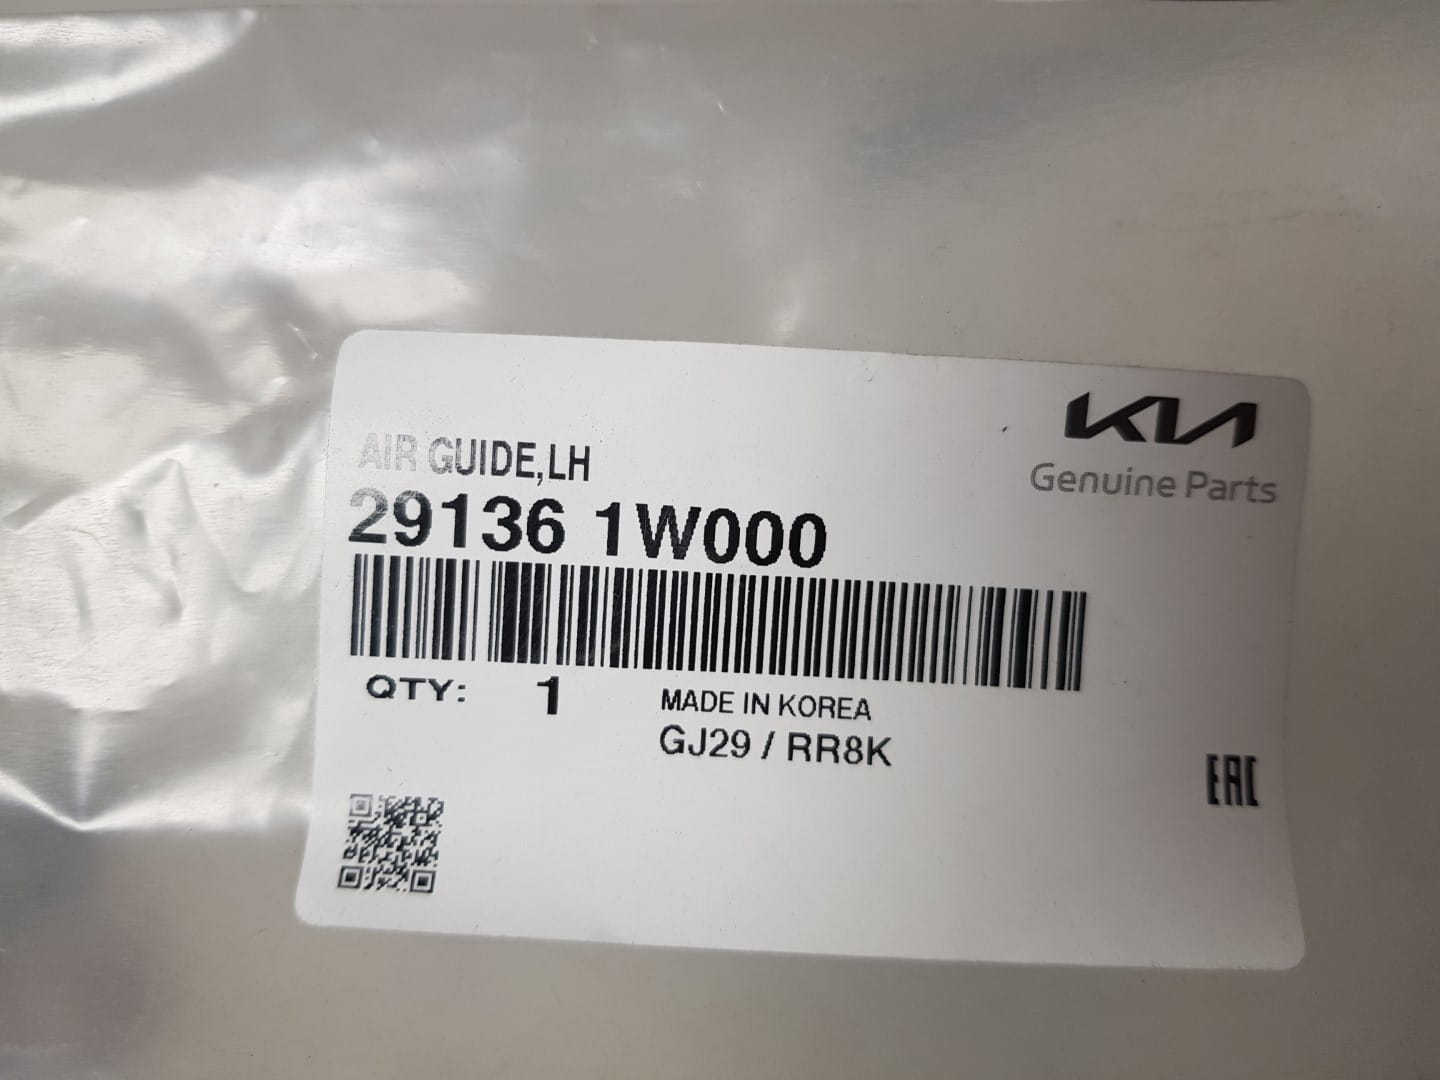 KIA
Genuine Parts
AIR GUIDE,LH
29136 1W000
QTY: 1
MADE IN KOREA
GJ29 / RR8K
EAC